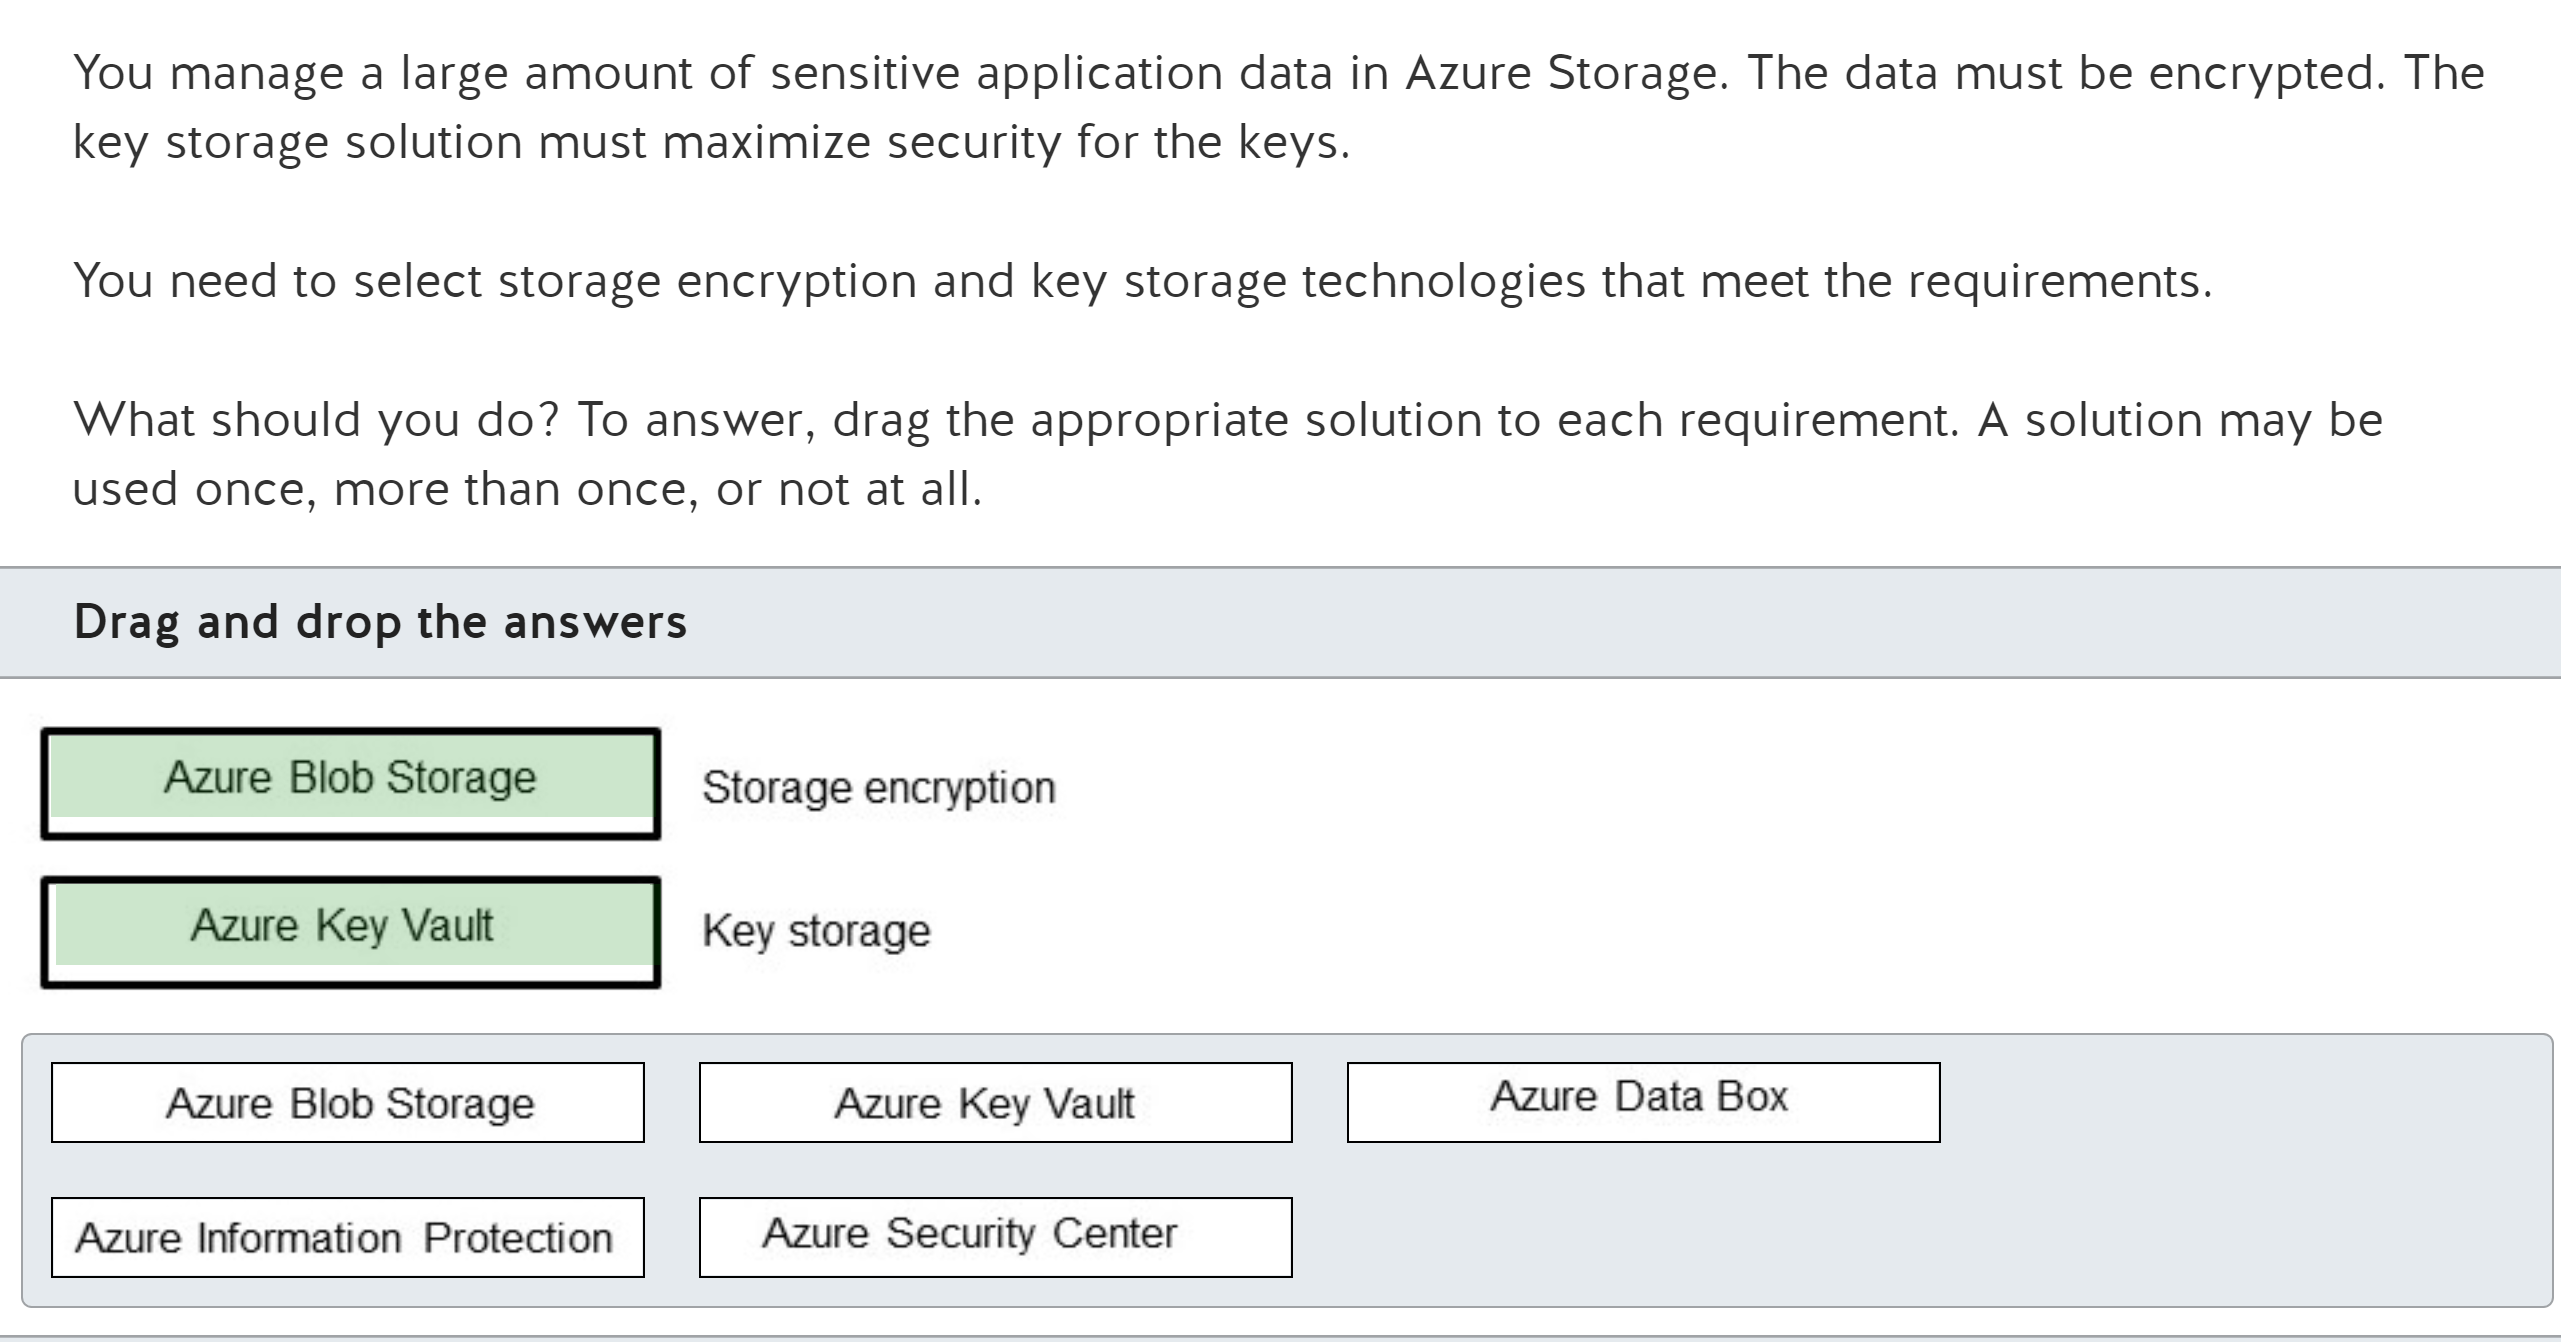 You manage a large amount of sensitive application data in Azure Storage. The data must be encrypted. The
key storage solution must maximize security for the keys.
You need to select storage encryption and key storage technologies that meet the requirements.
What should you do? To answer, drag the appropriate solution to each requirement. A solution may be
used once, more than once, or not at all.
Drag and drop the answers
Azure Blob Storage Storage encryption
Azure Key Vault Key storage
Azure Blob Storage Azure Key Vault Azure Data Box
Azure Information Protection Azure Security Center